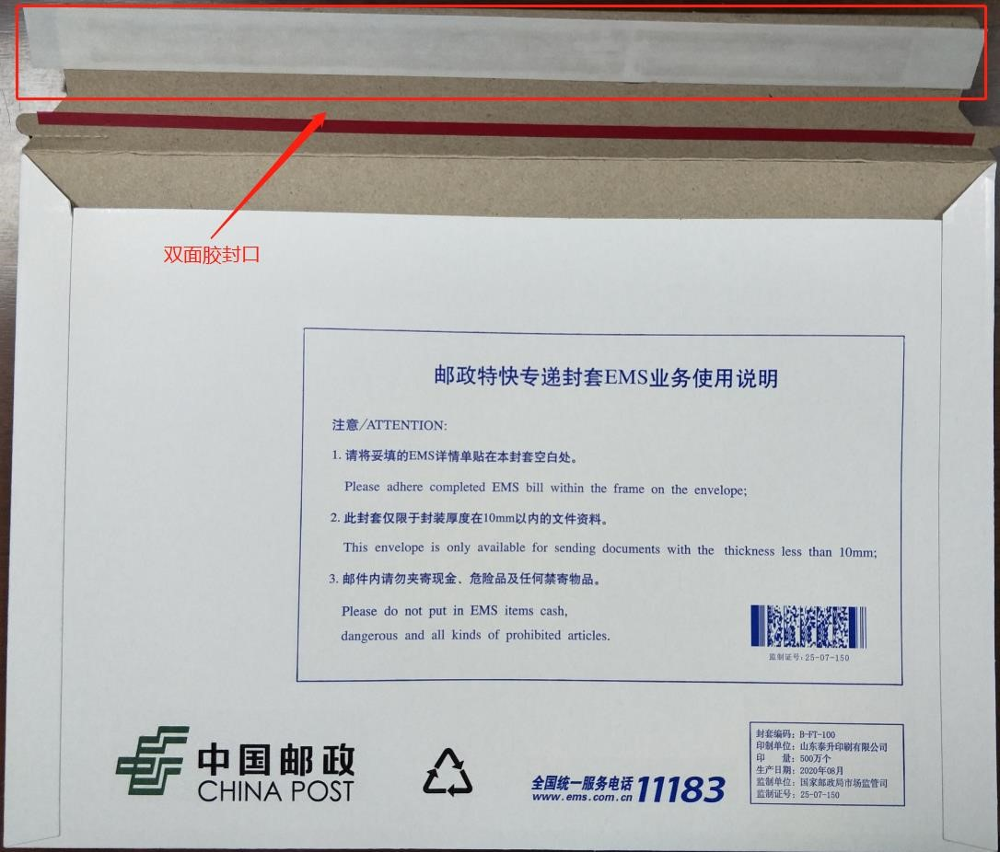 双面胶封口
邮政特快专递封套EMS业务使用说明
注意/ATTENTION:
1. 请将妥填的EMS详情单贴在本封套空白处。
Please adhere completed EMS bill within the frame on the envelope;
2. 此封套仅限于封装厚度在10mm以内的文件资料。
This envelope is only available for sending documents with the thickness less than 10mm;
3. 邮件内请勿夹寄现金、危险品及任何禁寄物品。
Please do not put in EMS items cash,
dangerous and all kinds of prohibited articles.
监制证号：25-07-150
中国邮政
CHINA POST
全国统一服务电话 11183
www.ems.com.cn
封套编码：B-FT-100
印制单位：山东泰升印刷有限公司
印 量：500万个
生产日期：2020年08月
监制单位：国家邮政局市场监管司
监制证号：25-07-150